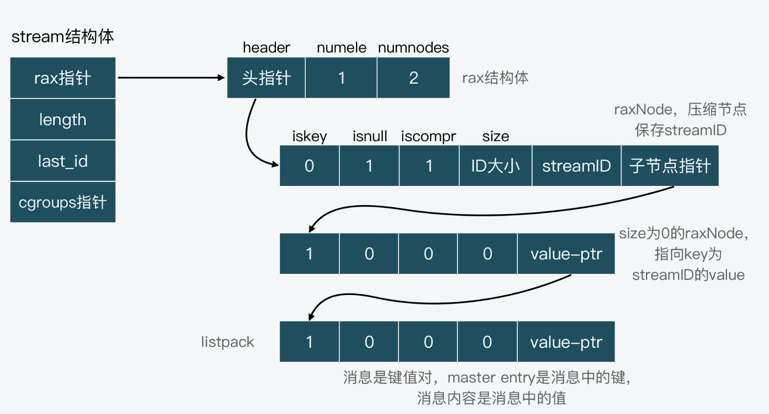 stream结构体
header numele numnodes
rax指针
头指针 1 2
rax结构体
length
last_id
cgroups指针
raxNode，压缩节点
保存streamID
iskey isnull iscompr size
0 1 1 ID大小 streamID 子节点指针
1 0 0 0 value-ptr
size为0的raxNode，
指向key为
streamID的value
listpack
1 0 0 0 value-ptr
消息是键值对，master entry是消息中的键，
消息内容是消息中的值